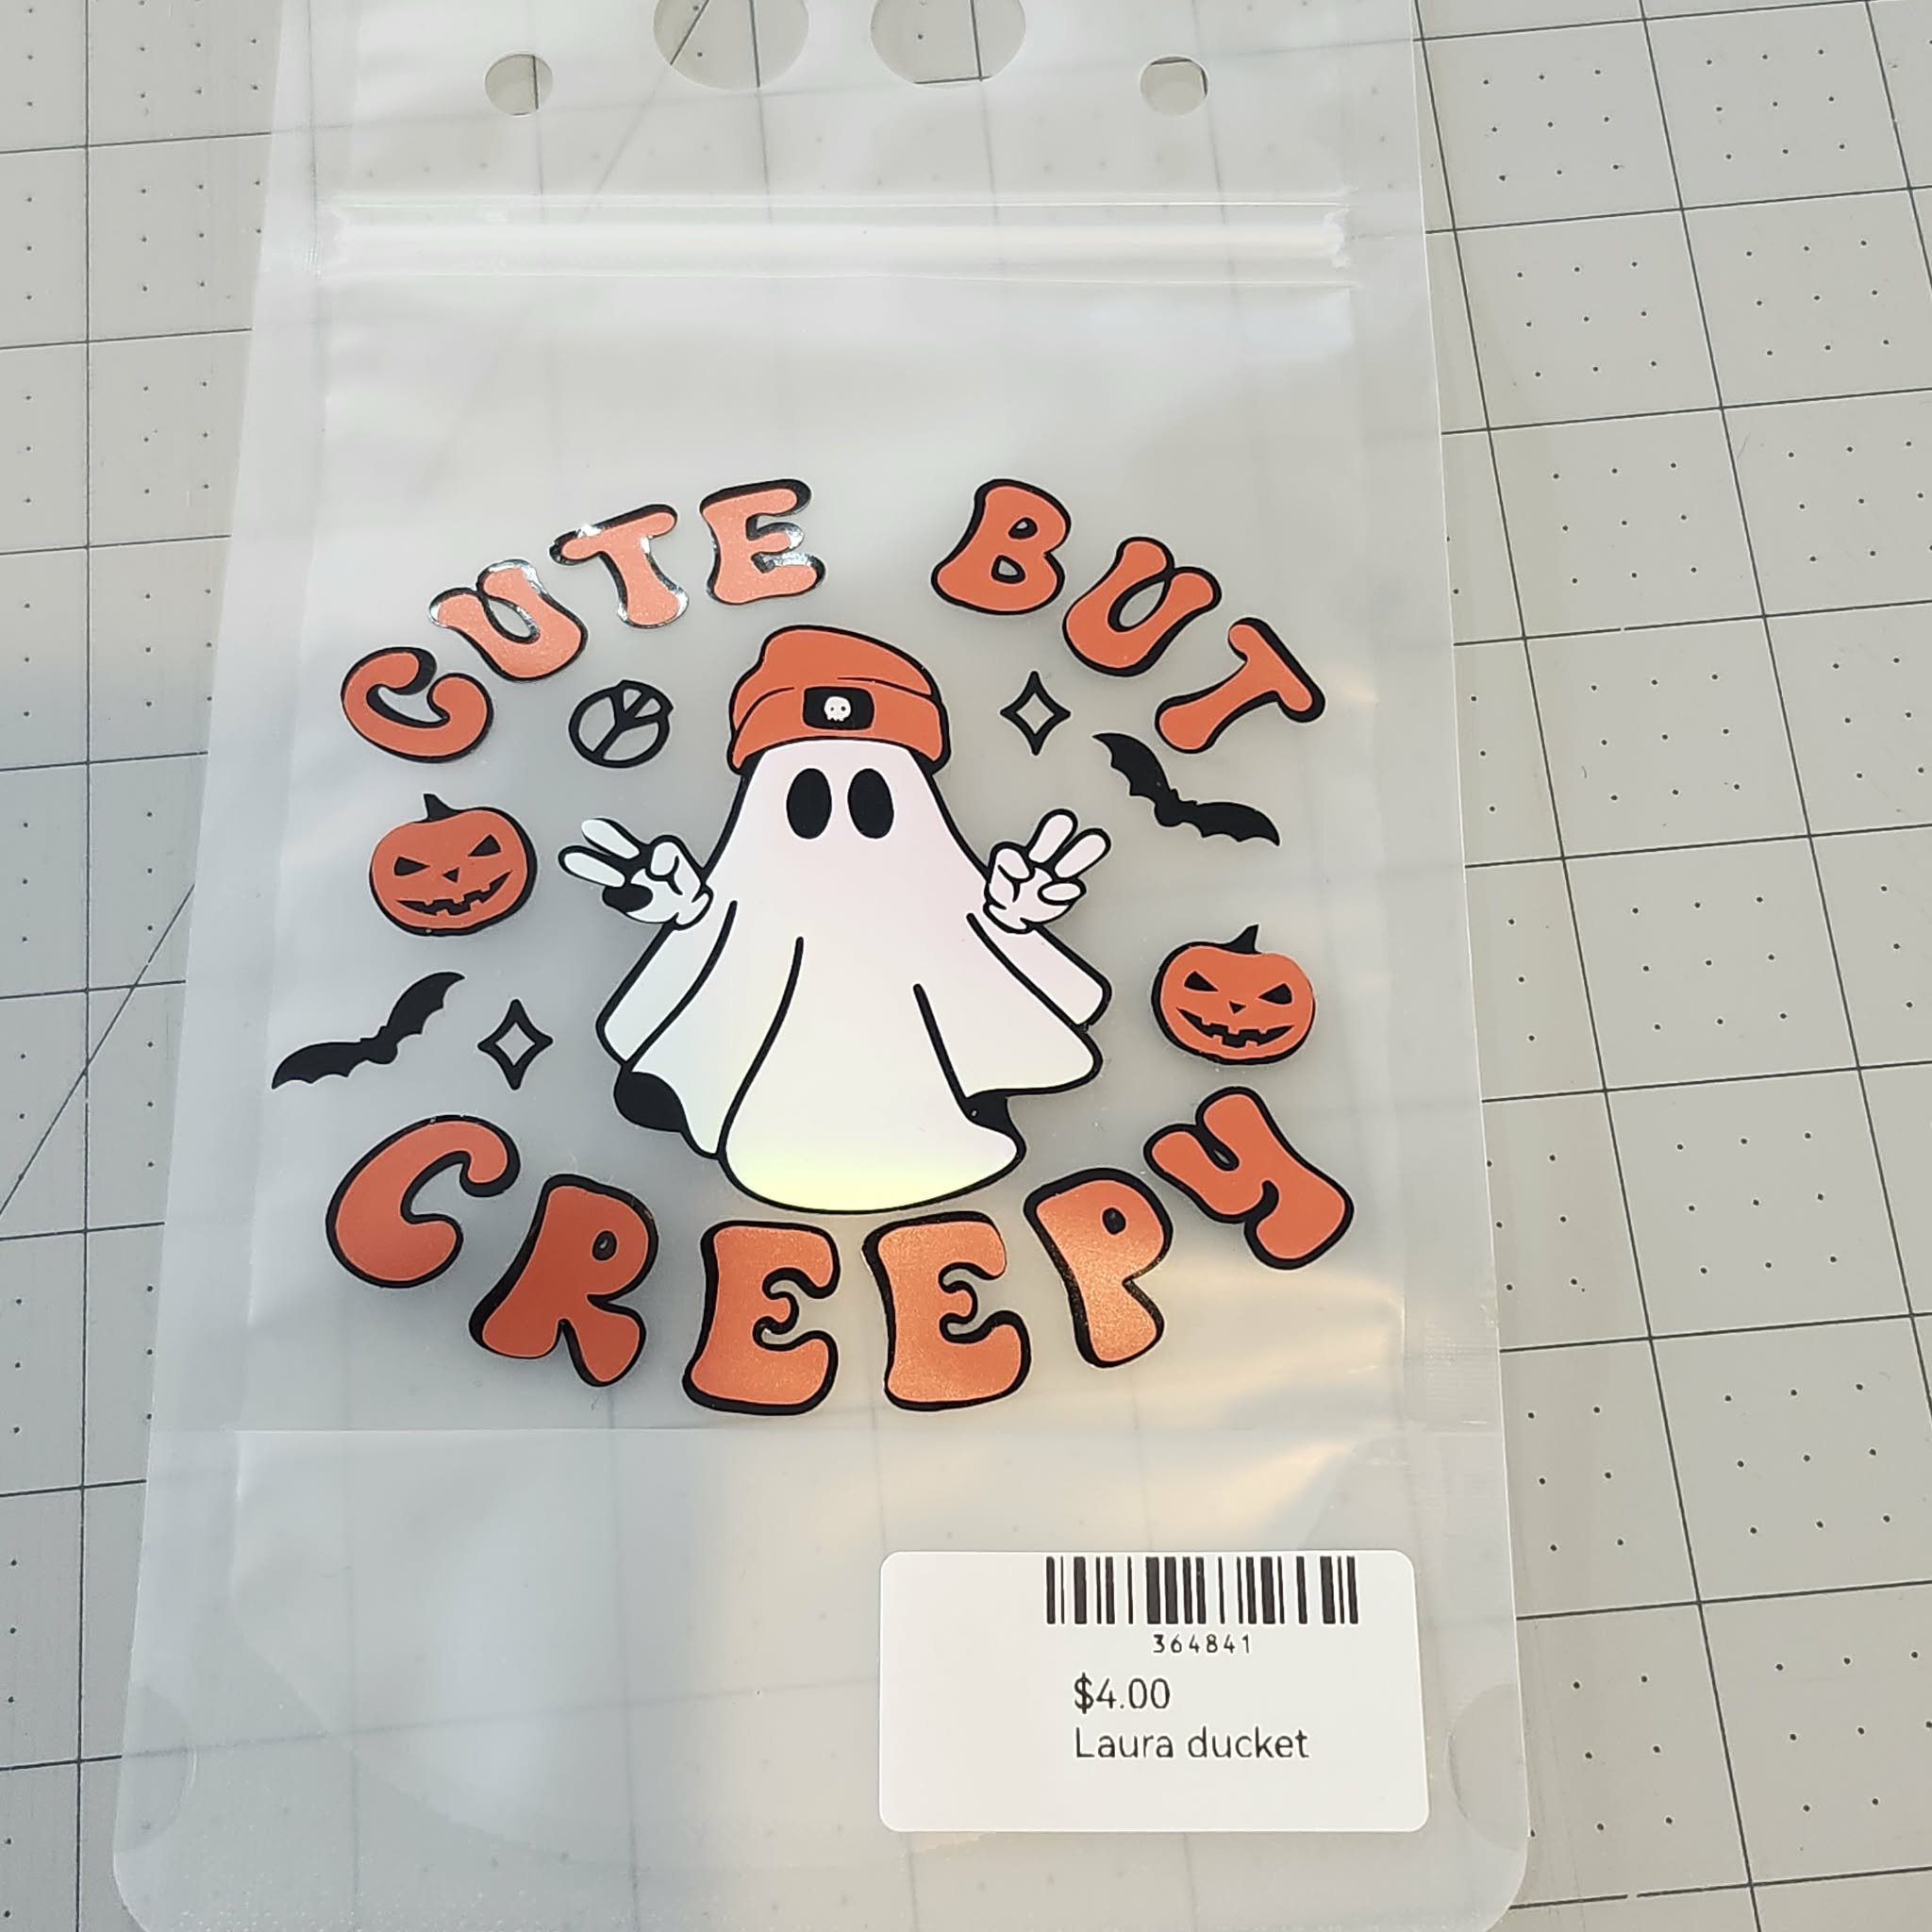 CUTE BUT
CREEPY
364841
$4.00
Laura ducket